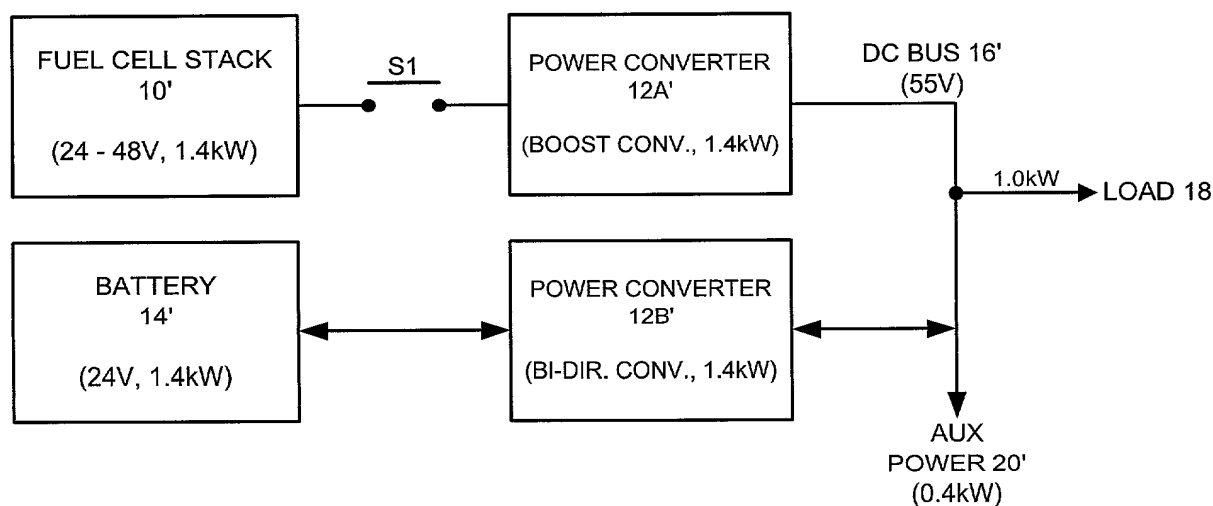 FUEL CELL STACK
10'
(24 - 48V, 1.4kW)
S1
POWER CONVERTER
12A'
(BOOST CONV., 1.4kW)
DC BUS 16'
(55V)
1.0kW
LOAD 18
BATTERY
14'
(24V, 1.4kW)
POWER CONVERTER
12B'
(BI-DIR. CONV., 1.4kW)
AUX
POWER 20'
(0.4kW)